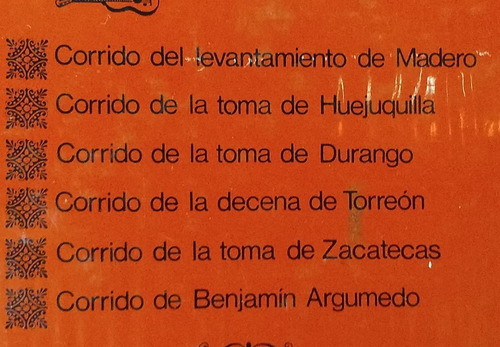 Corrido del levantamiento de Madero
Corrido de la toma de Huejuquilla
Corrido de la toma de Durango
Corrido de la decena de Torreón
Corrido de la toma de Zacatecas
Corrido de Benjamín Argumedo